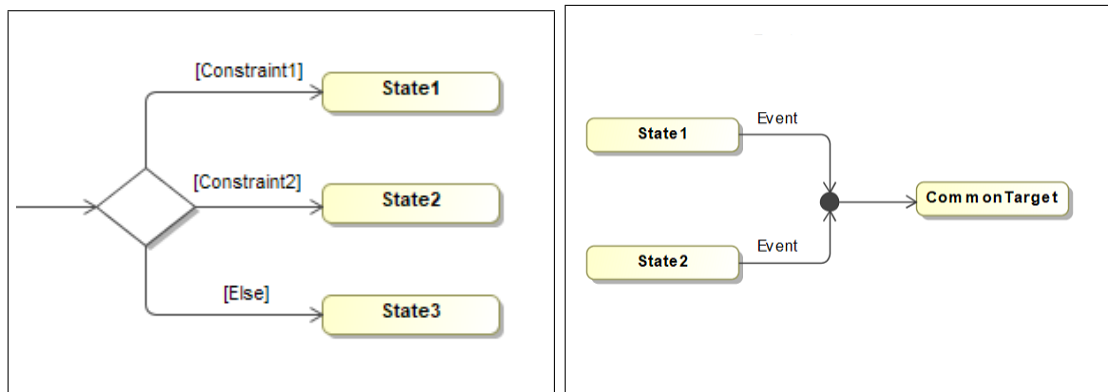 [Constraint1]
State1
[Constraint2]
State2
[Else]
State3
Event
State1
CommonTarget
Event
State2